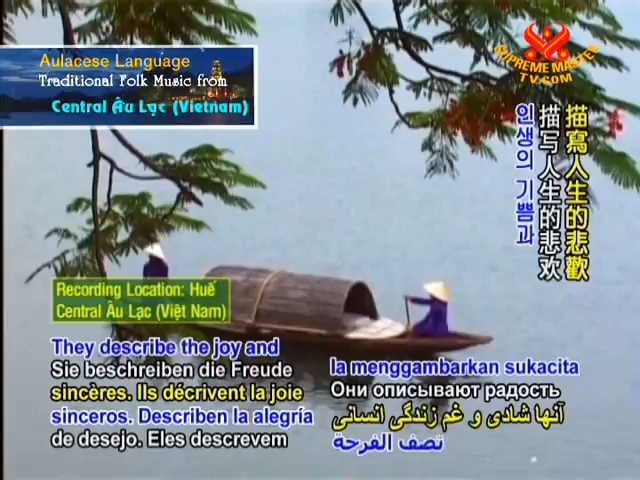 Aulacese Language
Traditional Folk Music from
Central Âu Lạc (Vietnam)
SUPREME MASTER
TV.COM
描寫人生的悲歡
描写人生的悲欢
인생의 기쁨과
Recording Location: Huế
Central Âu Lạc (Việt Nam)
They describe the joy and
Sie beschreiben die Freude
sincères. Ils décrivent la joie
sinceros. Describen la alegría
de desejo. Eles descrevem
Ia menggambarkan sukacita
Они описывают радость
آنها شادی و غم زندگی انسانی
تصف الفرحة